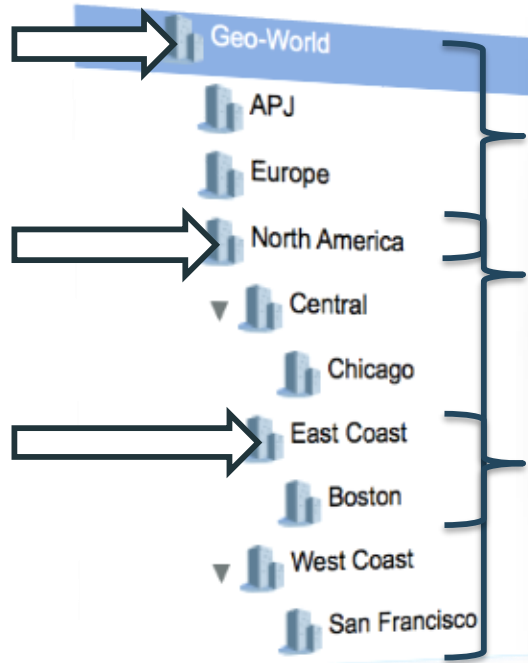 Geo-World
APJ
Europe
North America
Central
Chicago
East Coast
Boston
West Coast
San Francisco